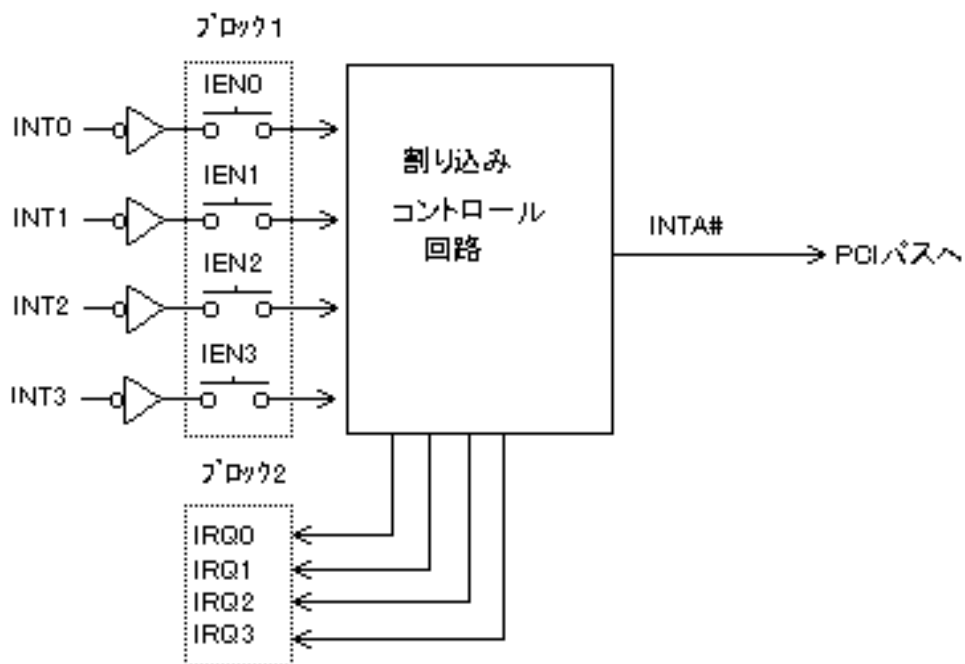 ブロック1
IEN0
INT0
IEN1
INT1
IEN2
INT2
IEN3
INT3
割り込み
コントロール
回路
INTA#
PCIバスへ
ブロック2
IRQ0
IRQ1
IRQ2
IRQ3